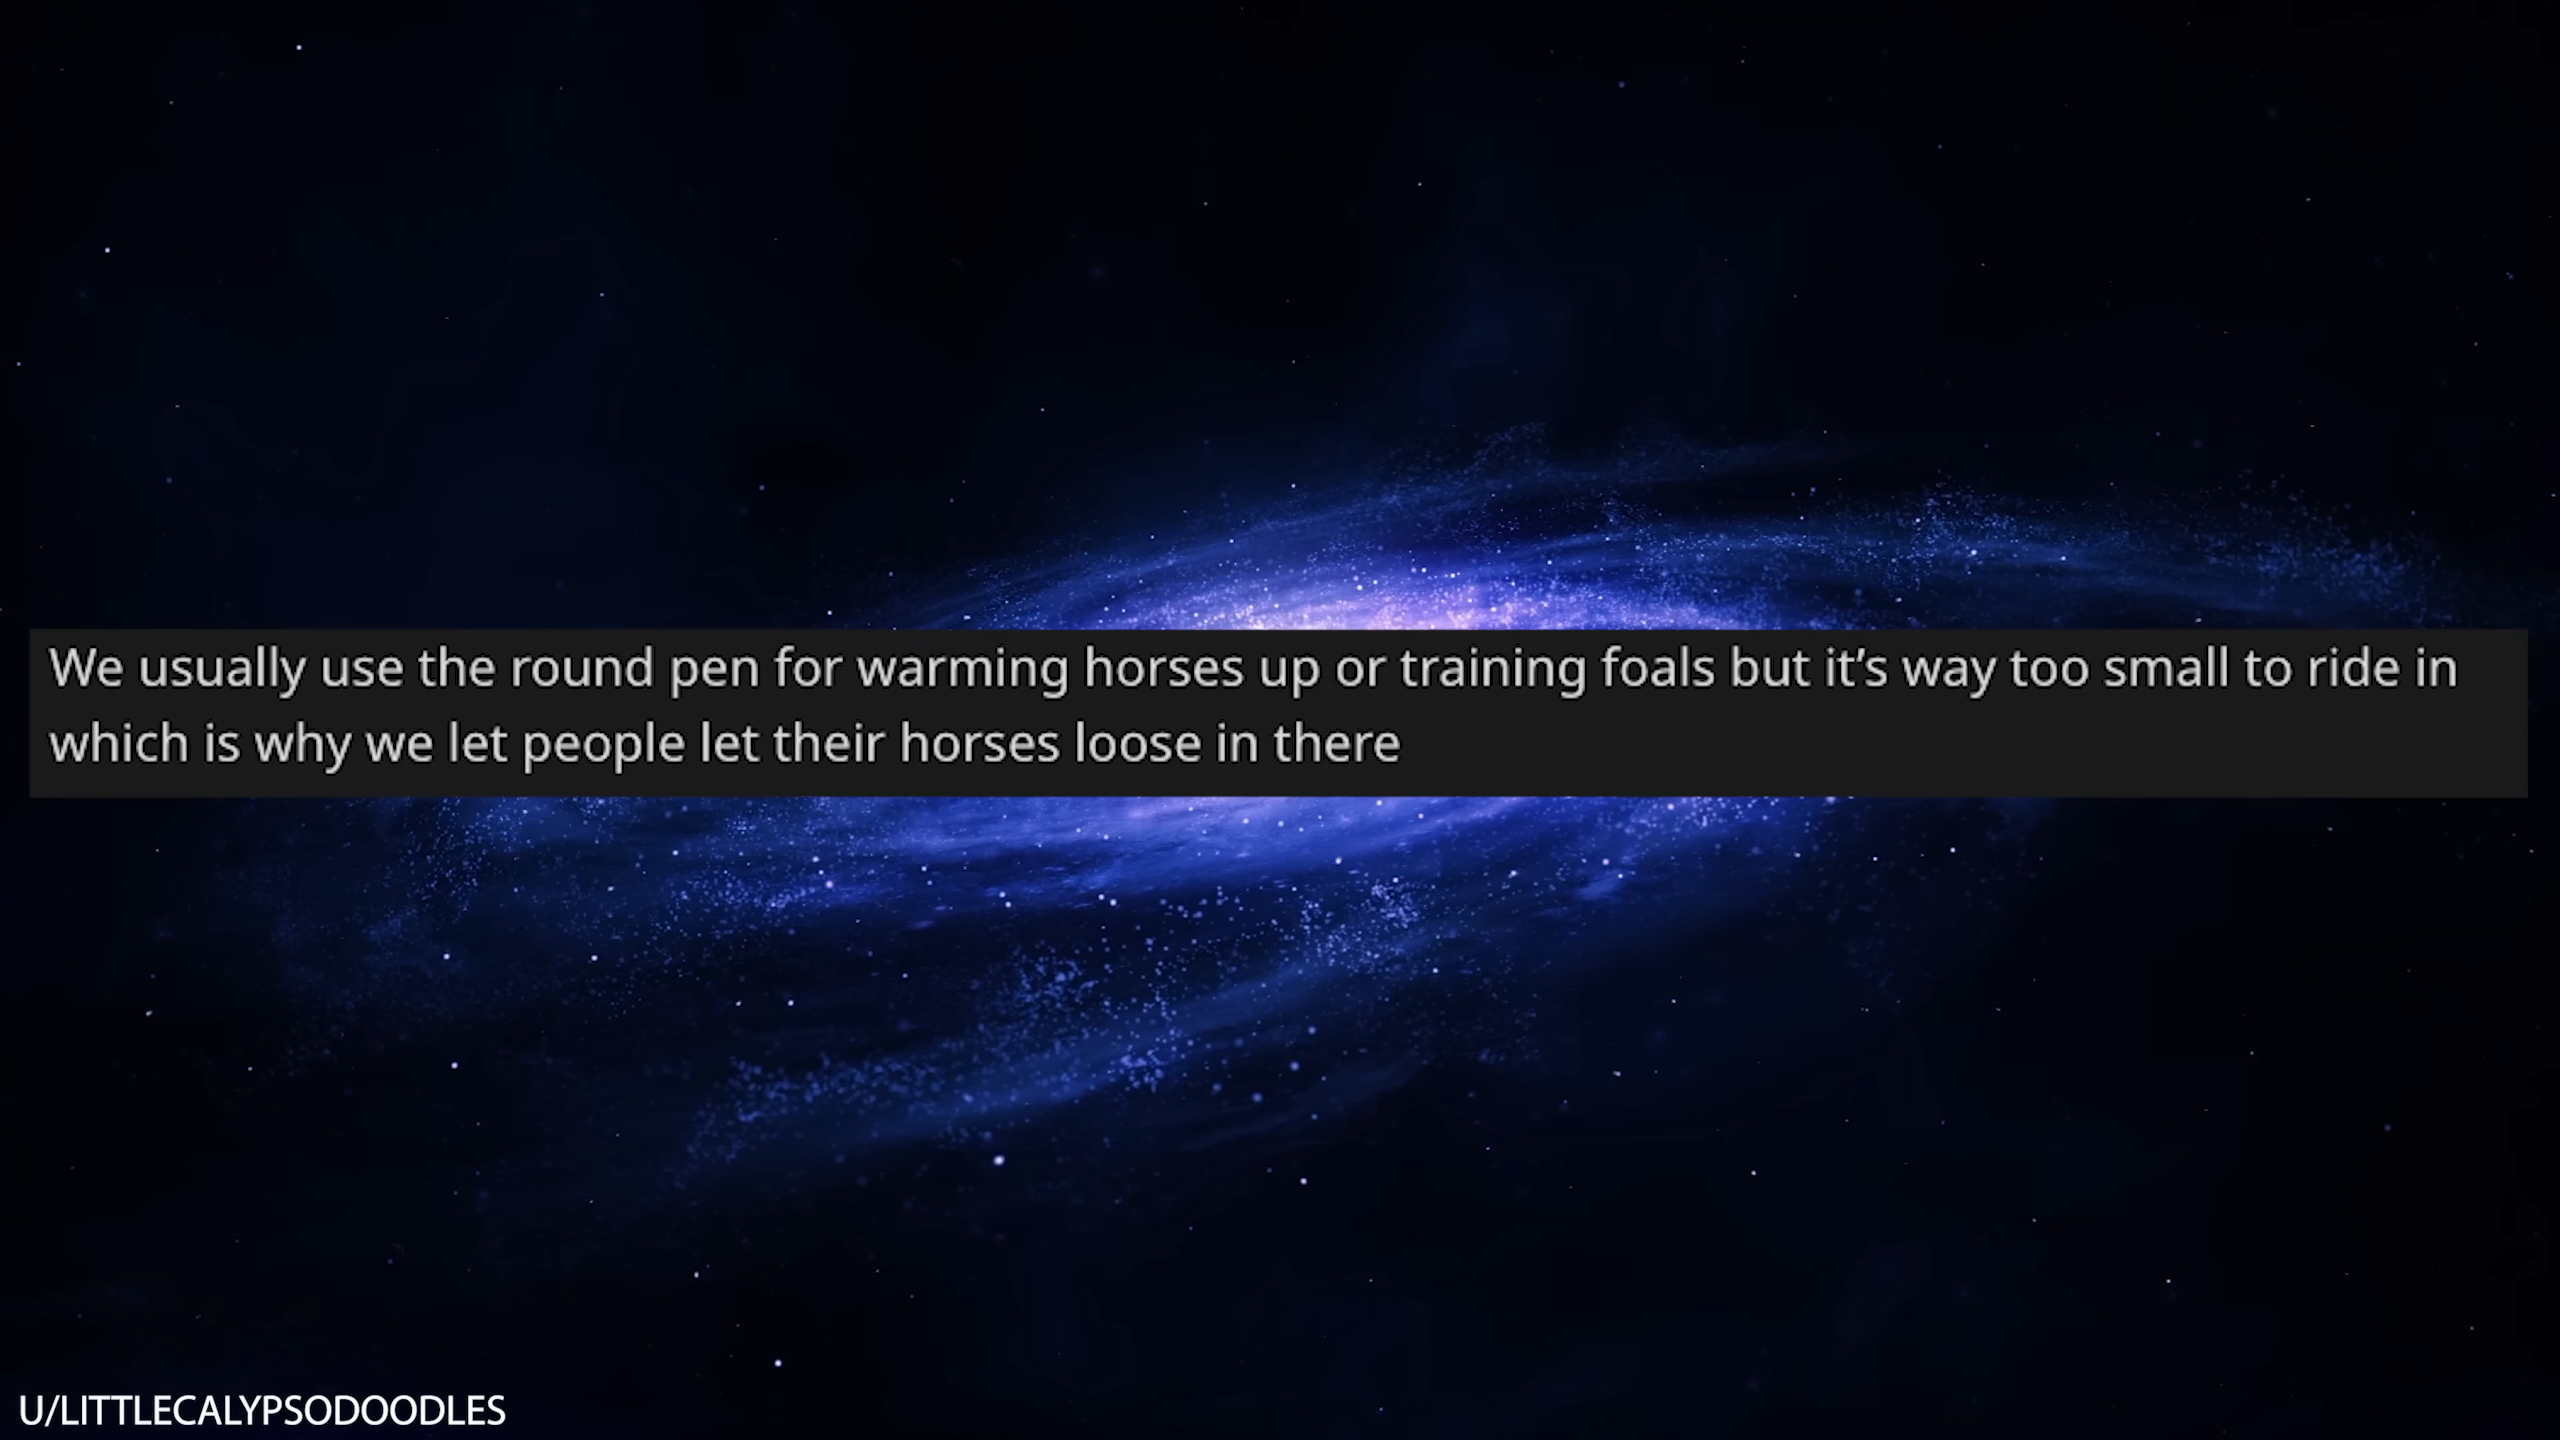 We usually use the round pen for warming horses up or training foals but it’s way too small to ride in
which is why we let people let their horses loose in there
U/LITTLECALYPSODOODLES